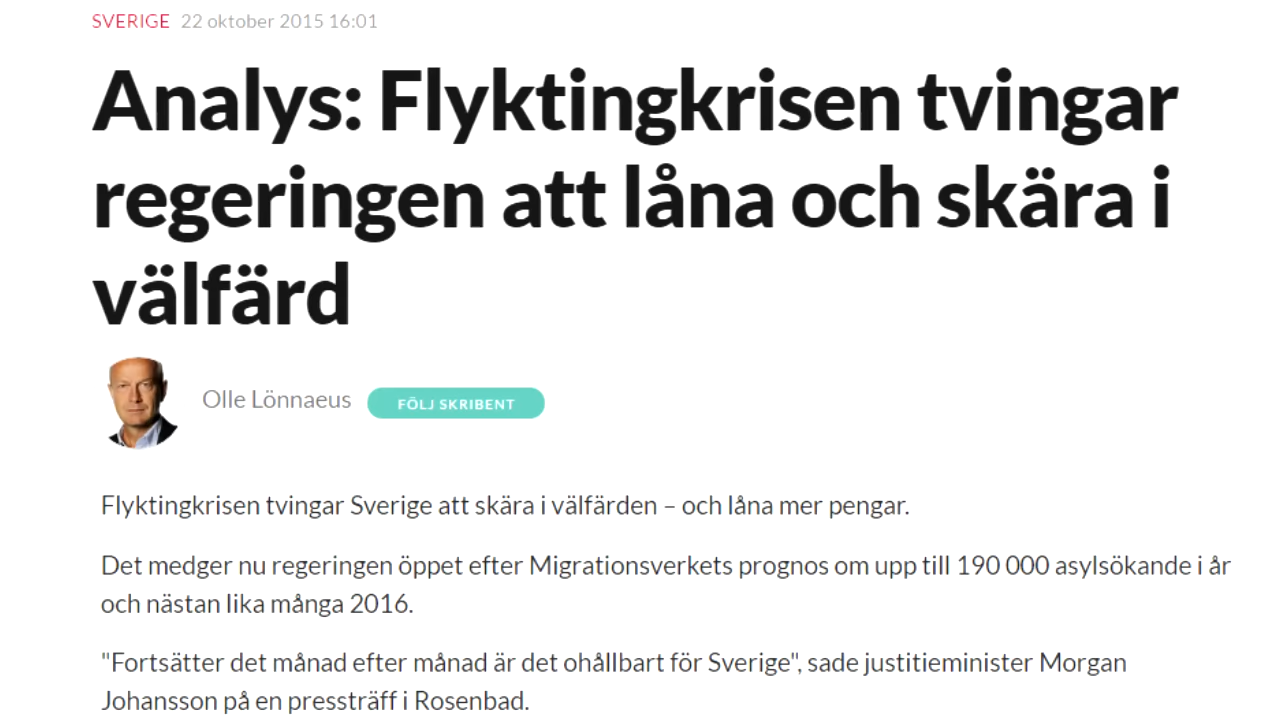 SVERIGE 22 oktober 2015 16:01
Analys: Flyktingkrisen tvingar
regeringen att låna och skära i
välfärd
Olle Lönnaeus FÖLJ SKRIBENT
Flyktingkrisen tvingar Sverige att skära i välfärden – och låna mer pengar.
Det medger nu regeringen öppet efter Migrationsverkets prognos om upp till 190 000 asylsökande i år
och nästan lika många 2016.
"Fortsätter det månad efter månad är det ohållbart för Sverige", sade justitieminister Morgan
Johansson på en pressträff i Rosenbad.